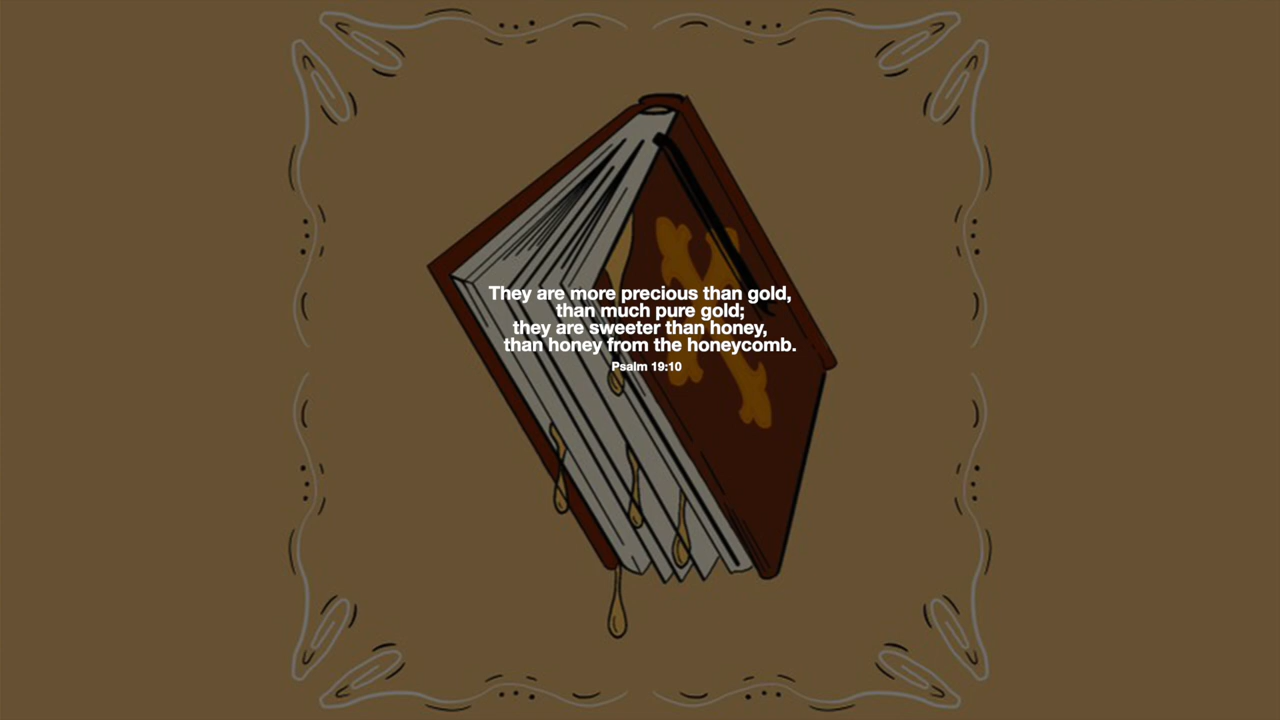 They are more precious than gold,
than much pure gold;
they are sweeter than honey,
than honey from the honeycomb.
Psalm 19:10